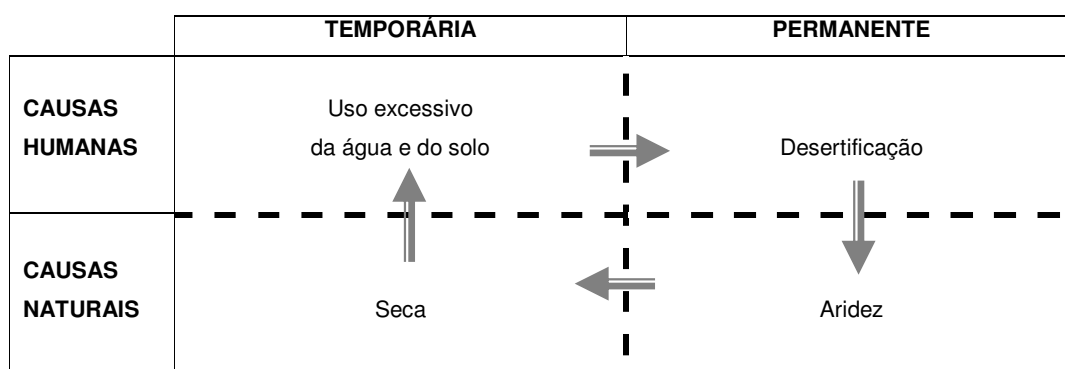 TEMPORÁRIA
PERMANENTE
CAUSAS
HUMANAS
Uso excessivo
da água e do solo
Desertificação
CAUSAS
NATURAIS
Seca
Aridez